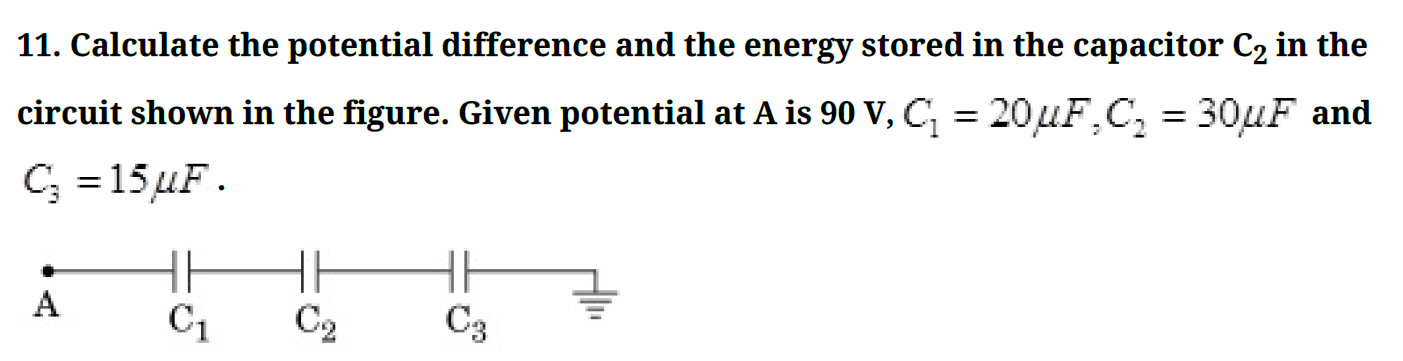 11. Calculate the potential difference and the energy stored in the capacitor C₂ in the
circuit shown in the figure. Given potential at A is 90 V, C₁ = 20μF, C₂ = 30μF and
C₃ = 15μF.
A C₁ C₂ C₃